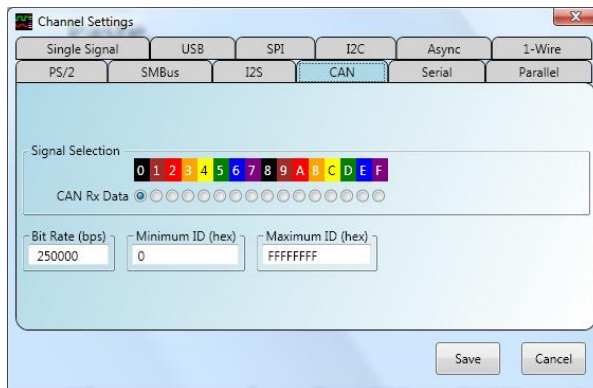 Channel Settings
Single Signal USB SPI I2C Async 1-Wire
PS/2 SMBus I2S CAN Serial Parallel
Signal Selection
0 1 2 3 4 5 6 7 8 9 A B C D E F
CAN Rx Data
Bit Rate (bps) Minimum ID (hex) Maximum ID (hex)
250000 0 FFFFFFFF
Save Cancel